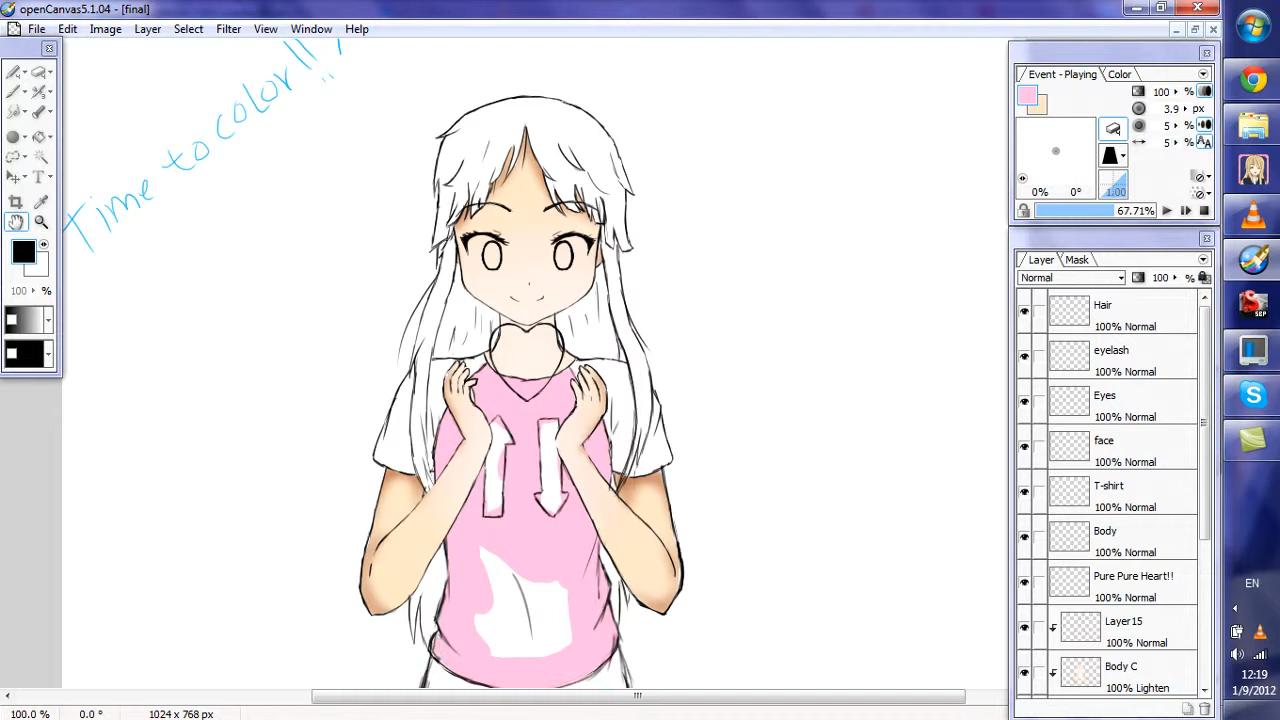 openCanvas5.1.04 - [final]
File Edit Image Layer Select Filter View Window Help
Time to color!!
100 %
Event - Playing Color
100 %
3.9 px
5 %
5 %
0% 0° 1.00
67.71%
Layer Mask
Normal 100 %
Hair
100% Normal
eyelash
100% Normal
Eyes
100% Normal
face
100% Normal
T-shirt
100% Normal
Body
100% Normal
Pure Pure Heart!!
100% Normal
Layer15
100% Normal
Body C
100% Lighten
EN
12:19
1/9/2012
100.0 % 0.0 ° 1024 x 768 px